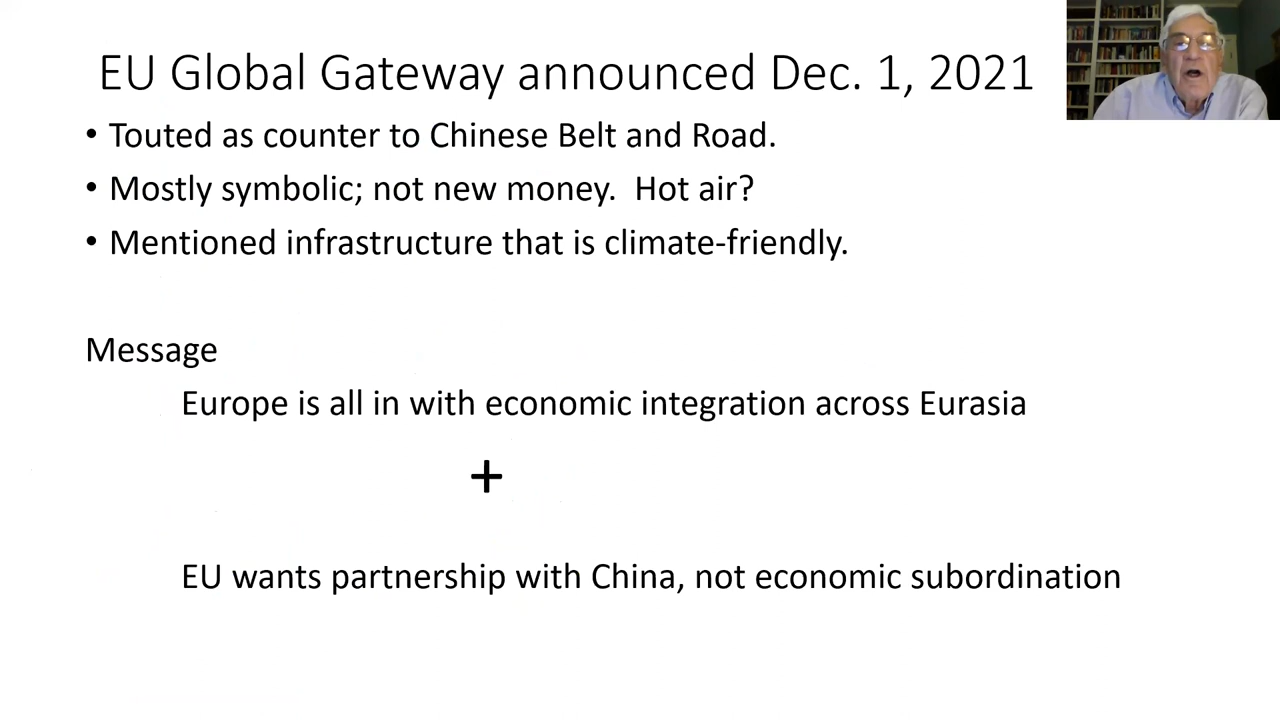 EU Global Gateway announced Dec. 1, 2021
• Touted as counter to Chinese Belt and Road.
• Mostly symbolic; not new money.  Hot air?
• Mentioned infrastructure that is climate-friendly.
Message
Europe is all in with economic integration across Eurasia
+
EU wants partnership with China, not economic subordination